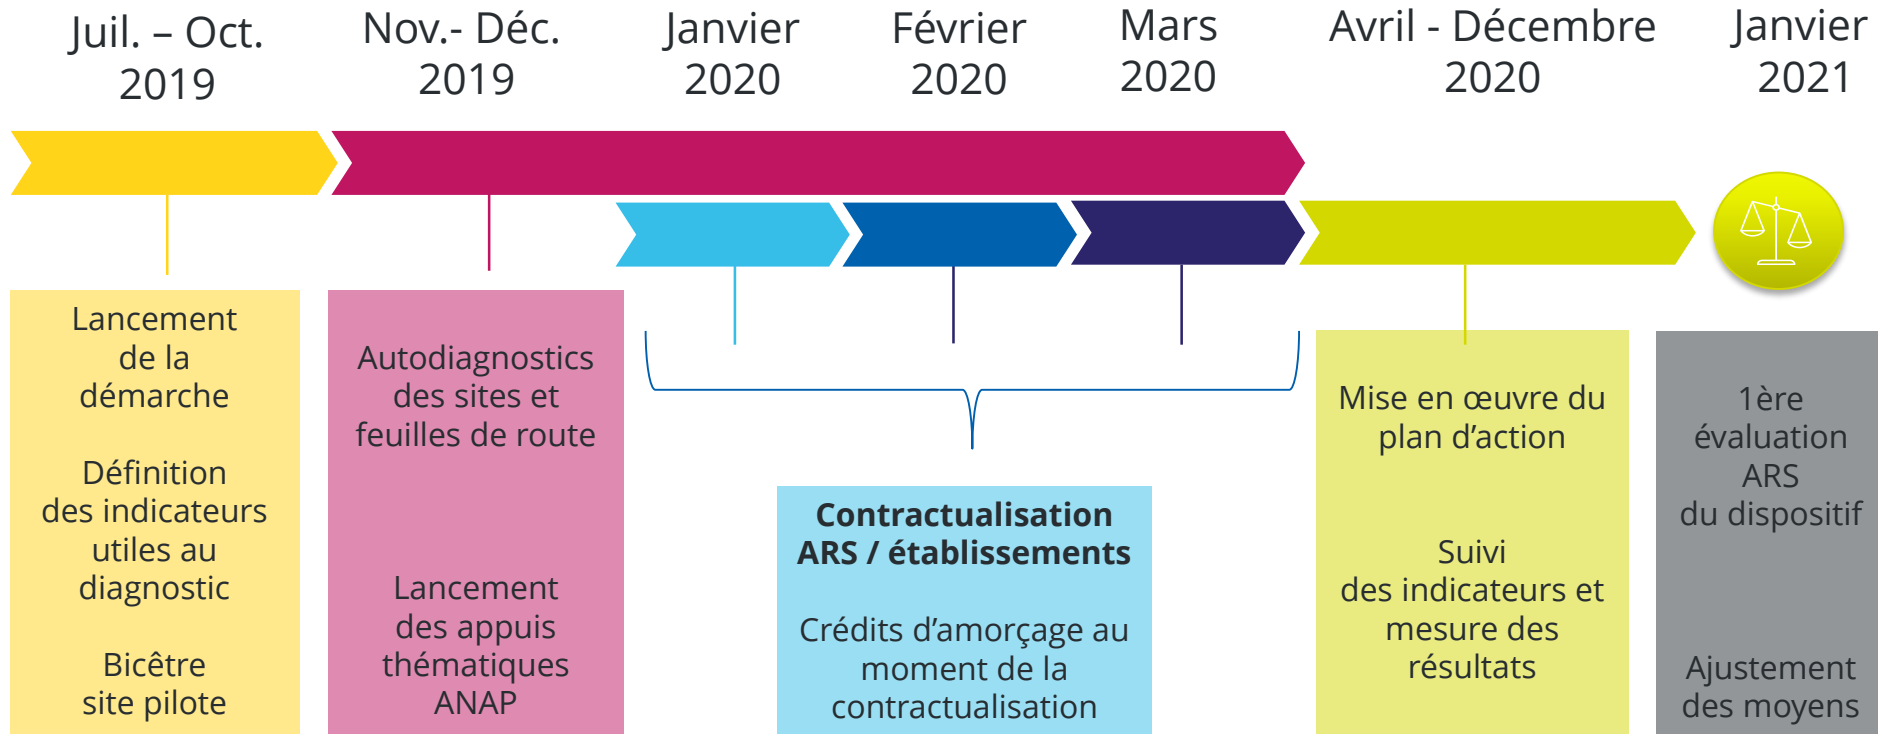 Juil. – Oct.
2019
Nov.- Déc.
2019
Janvier
2020
Février
2020
Mars
2020
Avril - Décembre
2020
Janvier
2021
Lancement
de la
démarche
Définition
des indicateurs
utiles au
diagnostic
Bicêtre
site pilote
Autodiagnostics
des sites et
feuilles de route
Lancement
des appuis
thématiques
ANAP
Contractualisation
ARS / établissements
Crédits d’amorçage au
moment de la
contractualisation
Mise en œuvre du
plan d’action
Suivi
des indicateurs et
mesure des
résultats
1ère
évaluation
ARS
du dispositif
Ajustement
des moyens